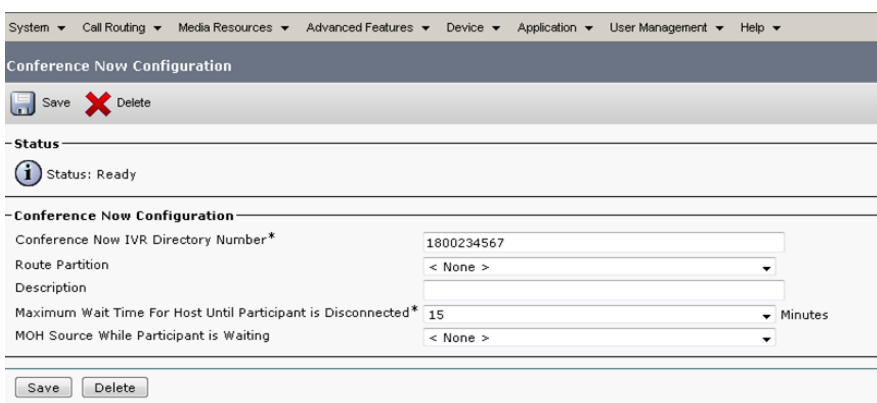 System Call Routing Media Resources Advanced Features Device Application User Management Help
Conference Now Configuration
Save Delete
Status
Status: Ready
Conference Now Configuration
Conference Now IVR Directory Number* 1800234567
Route Partition < None >
Description
Maximum Wait Time For Host Until Participant is Disconnected* 15 Minutes
MOH Source While Participant is Waiting < None >
Save Delete